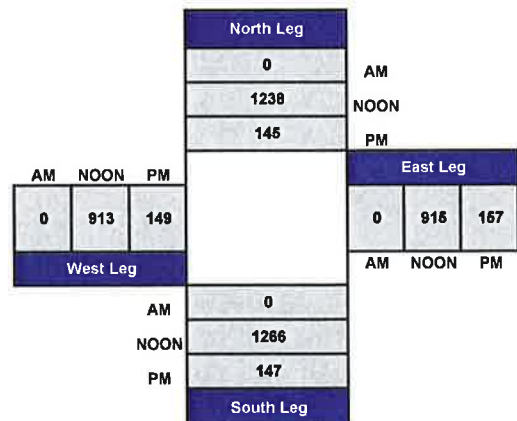 North Leg
0 AM
1238 NOON
145 PM
East Leg
AM NOON PM
0 913 149
0 915 157
West Leg
AM NOON PM
AM 0
NOON 1266
PM 147
South Leg